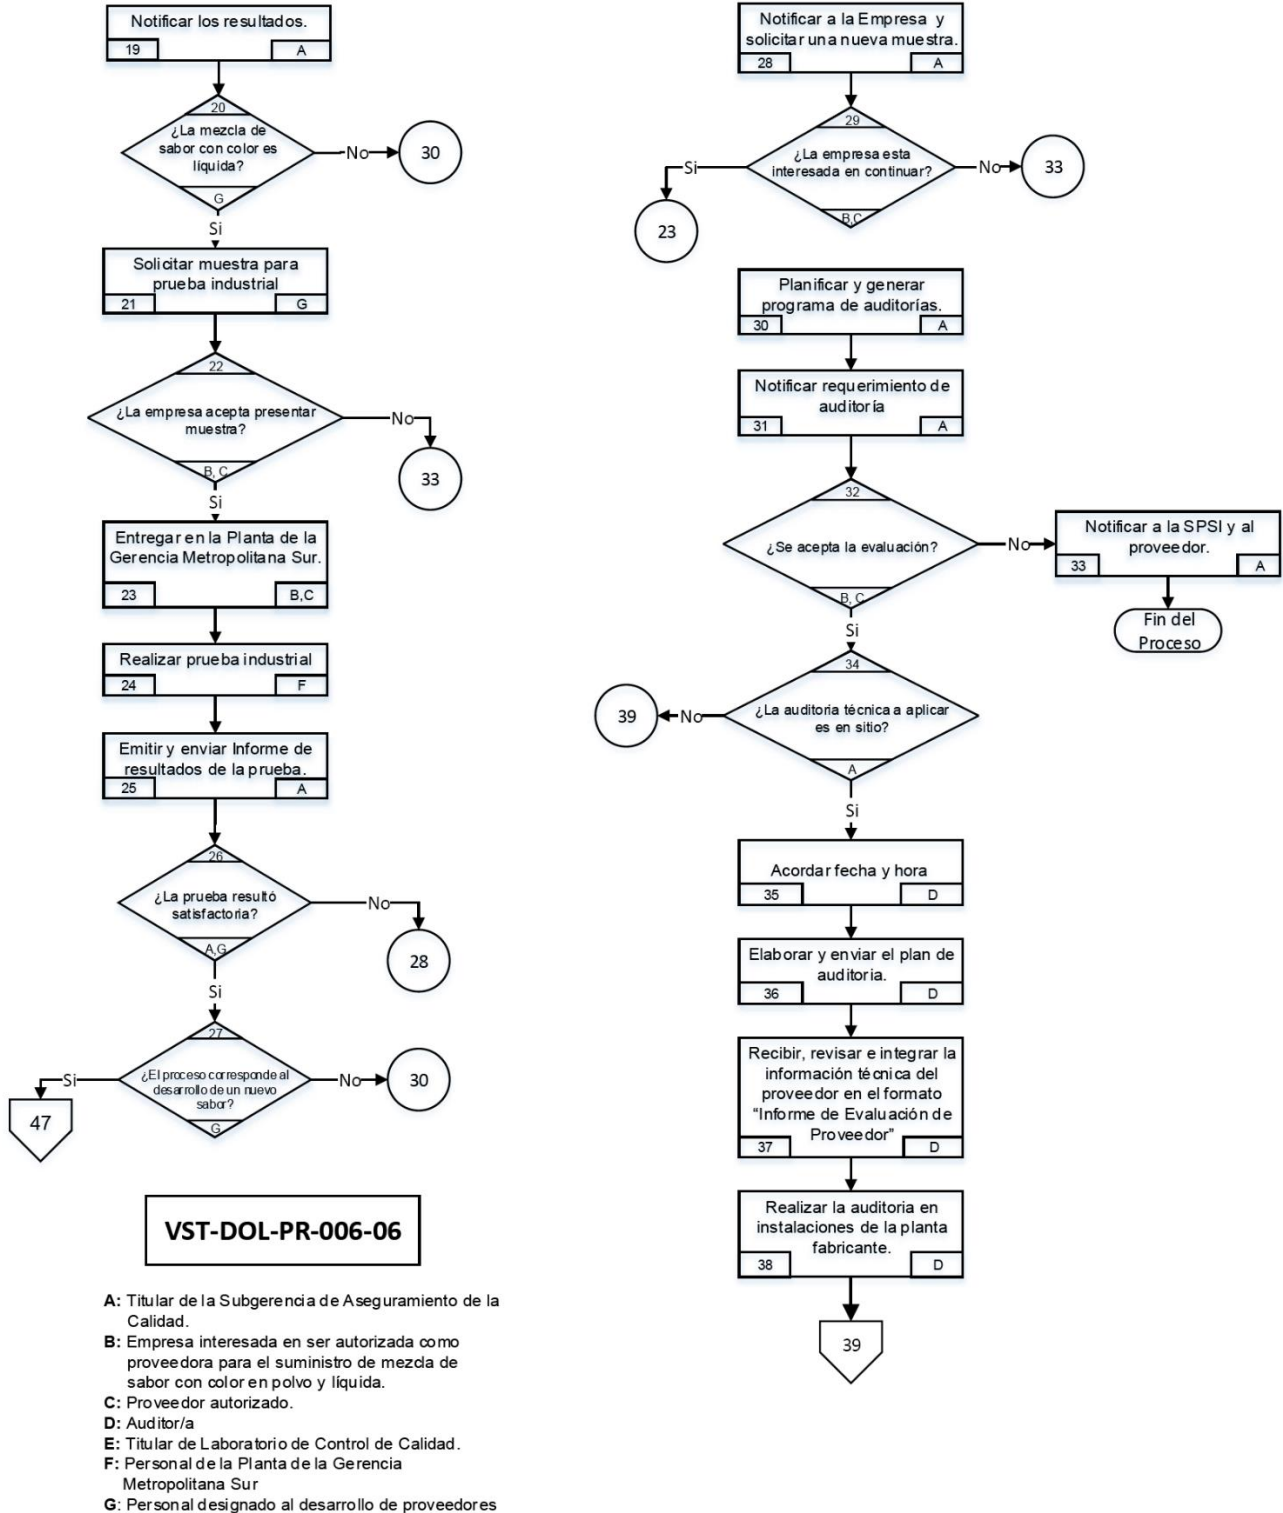 Notificar los resultados.
19 A
20
¿La mezcla de
sabor con color es
líquida?
G
No
30
Si
Solicitar muestra para
prueba industrial
21 G
22
¿La empresa acepta presentar
muestra?
B, C
No
33
Si
Entregar en la Planta de la
Gerencia Metropolitana Sur.
23 B,C
Realizar prueba industrial
24 F
Emitir y enviar Informe de
resultados de la prueba.
25 A
26
¿La prueba resultó
satisfactoria?
A,G
No
28
Si
27
¿El proceso corresponde al
desarrollo de un nuevo
sabor?
G
Si
47
No
30
VST-DOL-PR-006-06
A: Titular de la Subgerencia de Aseguramiento de la
Calidad.
B: Empresa interesada en ser autorizada como
proveedora para el suministro de mezcla de
sabor con color en polvo y líquida.
C: Proveedor autorizado.
D: Auditor/a
E: Titular de Laboratorio de Control de Calidad.
F: Personal de la Planta de la Gerencia
Metropolitana Sur
G: Personal designado al desarrollo de proveedores
Notificar a la Empresa y
solicitar una nueva muestra.
28 A
29
¿La empresa esta
interesada en continuar?
B,C
Si
23
No
33
Planificar y generar
programa de auditorías.
30 A
Notificar requerimiento de
auditoría
31 A
32
¿Se acepta la evaluación?
B, C
No
Notificar a la SPSI y al
proveedor.
33 A
Fin del
Proceso
Si
34
¿La auditoria técnica a aplicar
es en sitio?
A
No
39
Si
Acordar fecha y hora
35 D
Elaborar y enviar el plan de
auditoria.
36 D
Recibir, revisar e integrar la
información técnica del
proveedor en el formato
“Informe de Evaluación de
Proveedor”
37 D
Realizar la auditoria en
instalaciones de la planta
fabricante.
38 D
39